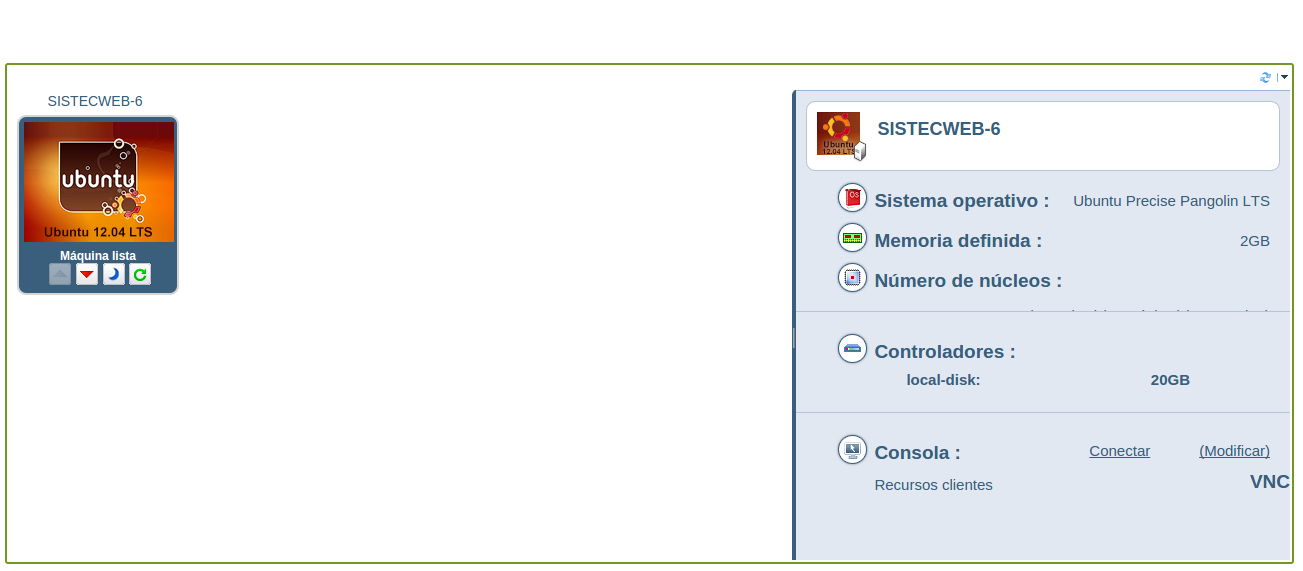 SISTECWEB-6
ubuntu
Ubuntu 12.04 LTS
Máquina lista
SISTECWEB-6
Ubuntu
12.04 LTS
OS
Sistema operativo : Ubuntu Precise Pangolin LTS
Memoria definida : 2GB
Número de núcleos :
Controladores :
local-disk: 20GB
Consola : Conectar (Modificar)
Recursos clientes VNC